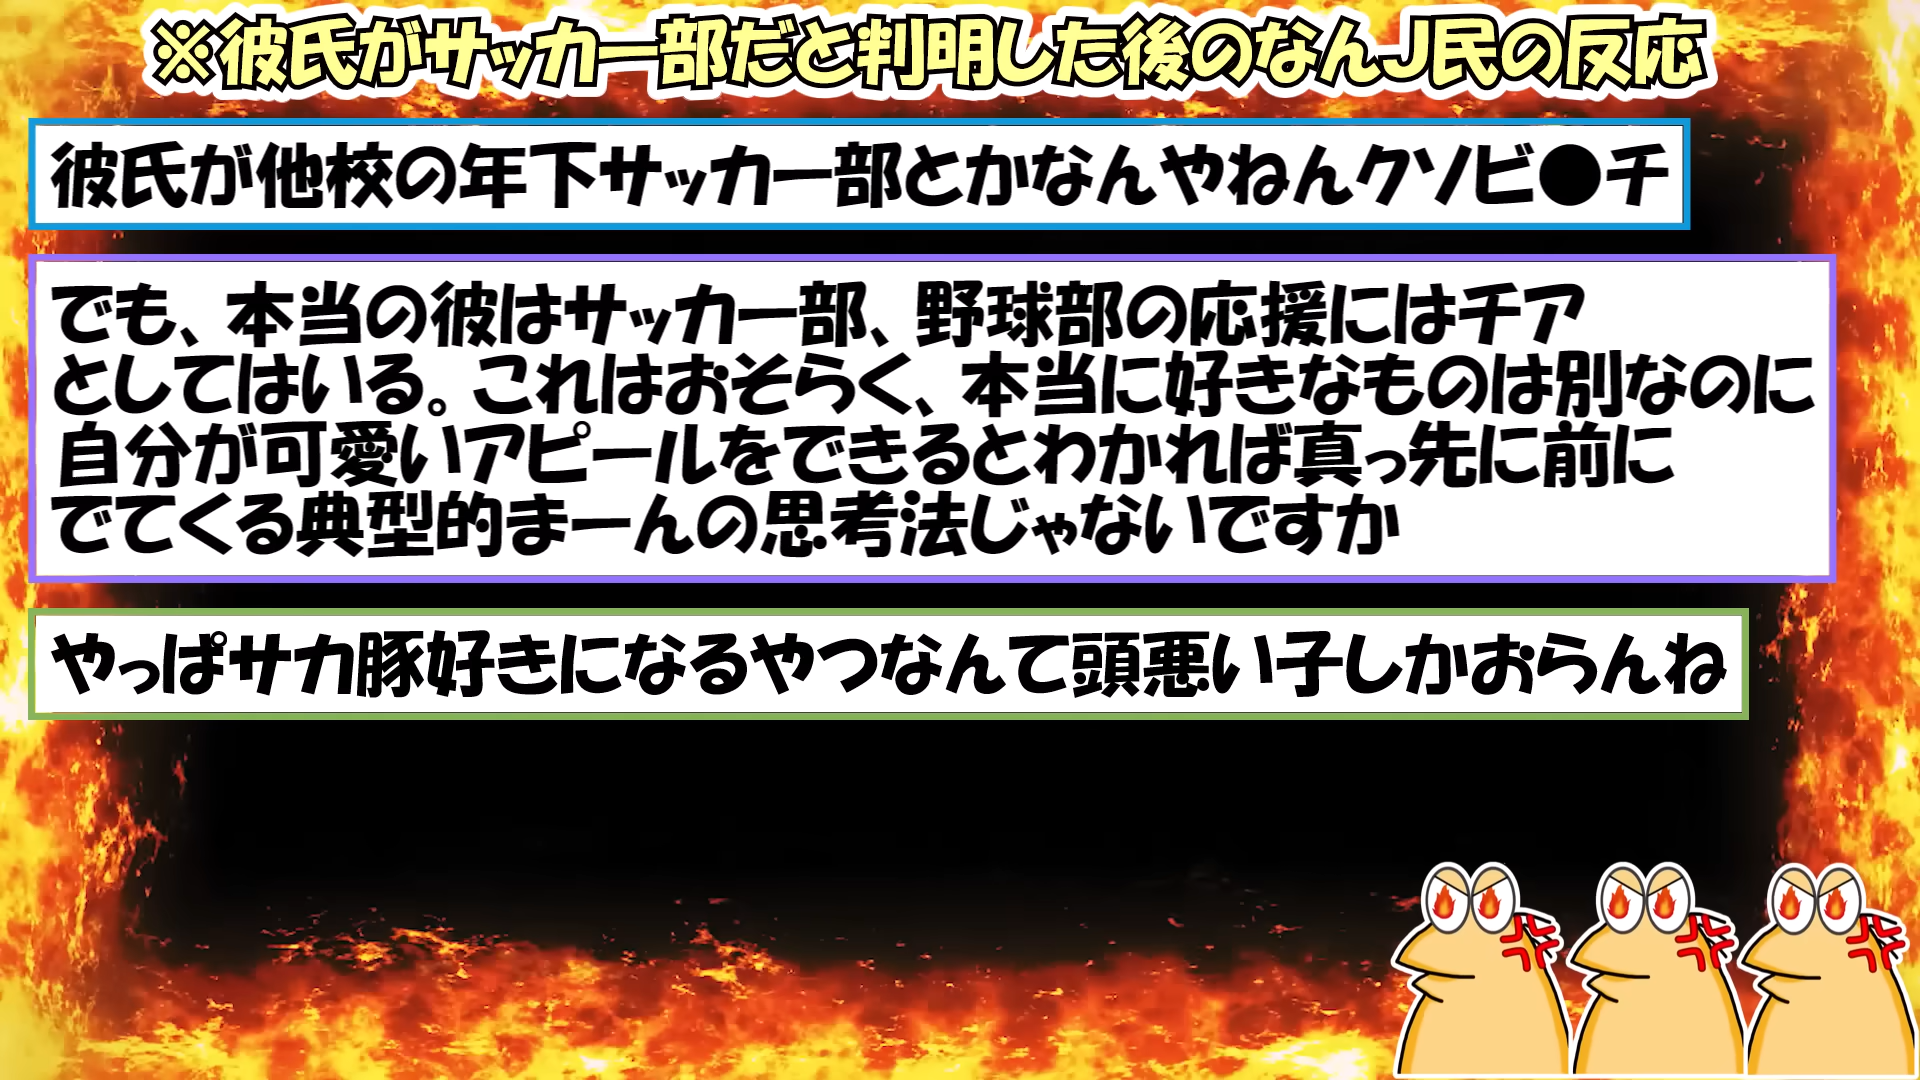 ※彼氏がサッカー部だと判明した後のなんJ民の反応
彼氏が他校の年下サッカー部とかなんやねんクソビ●チ
でも、本当の彼はサッカー部、野球部の応援にはチア
としてはいる。これはおそらく、本当に好きなものは別なのに
自分が可愛いアピールをできるとわかれば真っ先に前に
でてくる典型的まーんの思考法じゃないですか
やっぱサカ豚好きになるやつなんて頭悪い子しかおらんね